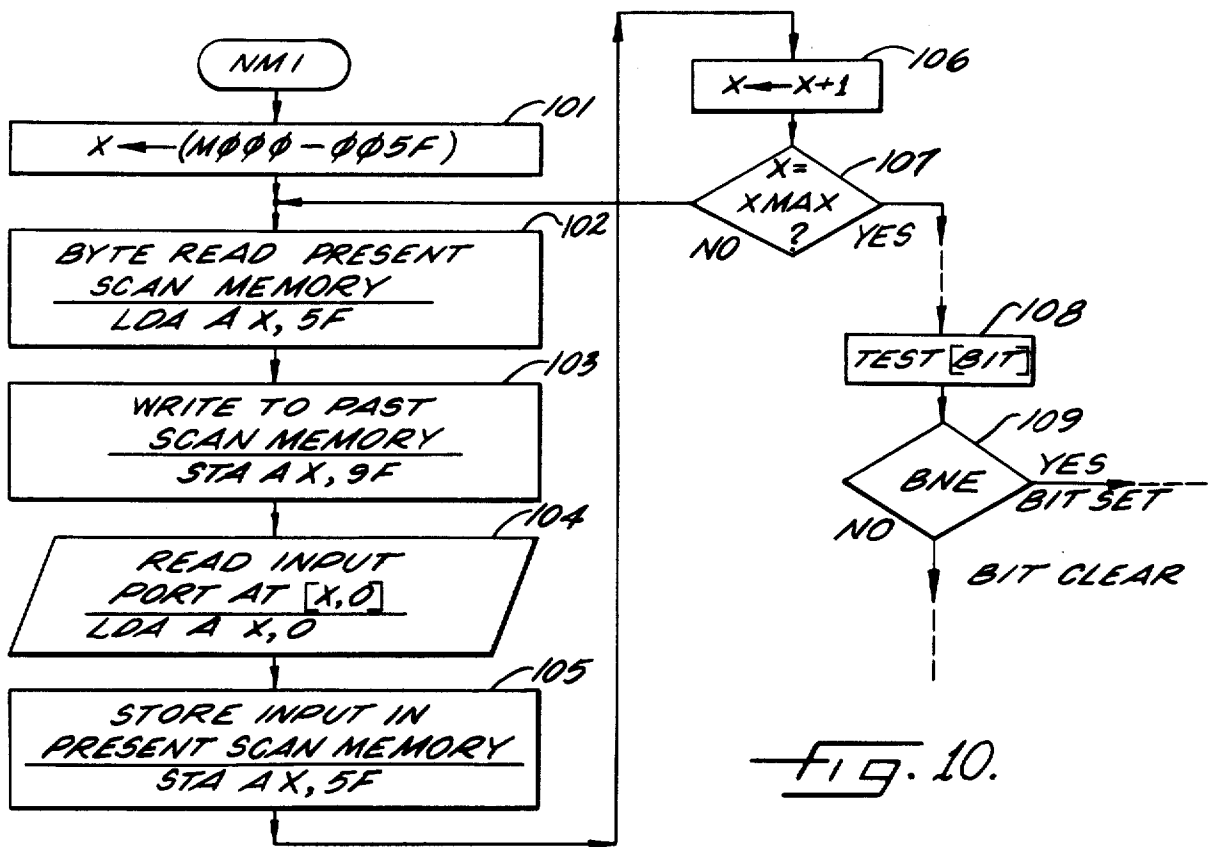 NMI
101
X←(MØØØ-ØØ5F)
102
BYTE READ PRESENT
SCAN MEMORY
LDA A X, 5F
103
WRITE TO PAST
SCAN MEMORY
STA A X, 9F
104
READ INPUT
PORT AT [X,O]
LDA A X, O
105
STORE INPUT IN
PRESENT SCAN MEMORY
STA A X, 5F
106
X←X+1
107
X=
XMAX
?
NO
YES
108
TEST [BIT]
109
BNE
YES
BIT SET
NO
BIT CLEAR
Fig. 10.